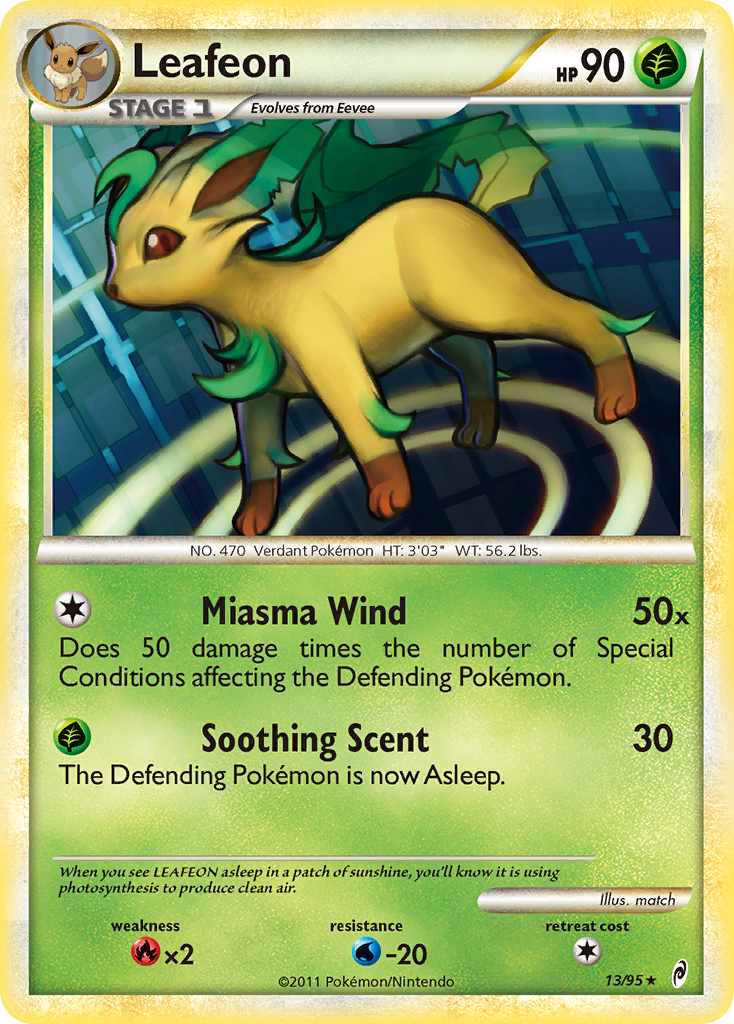 Leafeon
HP 90
STAGE 1
Evolves from Eevee
NO. 470 Verdant Pokémon HT: 3'03" WT: 56.2 lbs.
Miasma Wind 50x
Does 50 damage times the number of Special
Conditions affecting the Defending Pokémon.
Soothing Scent 30
The Defending Pokémon is now Asleep.
When you see LEAFEON asleep in a patch of sunshine, you'll know it is using
photosynthesis to produce clean air.
Illus. match
weakness resistance retreat cost
×2 -20
©2011 Pokémon/Nintendo
13/95 ★